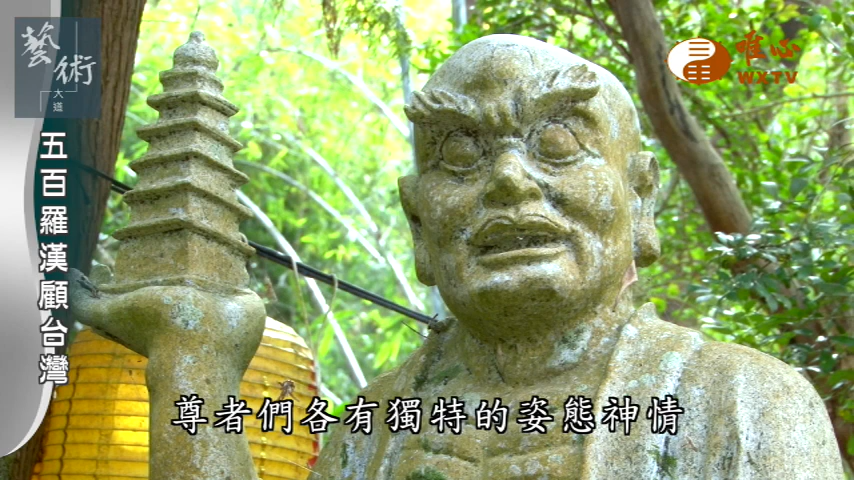 藝術
大道
唯心
WXTV
五百羅漢顧台灣
尊者們各有獨特的姿態神情